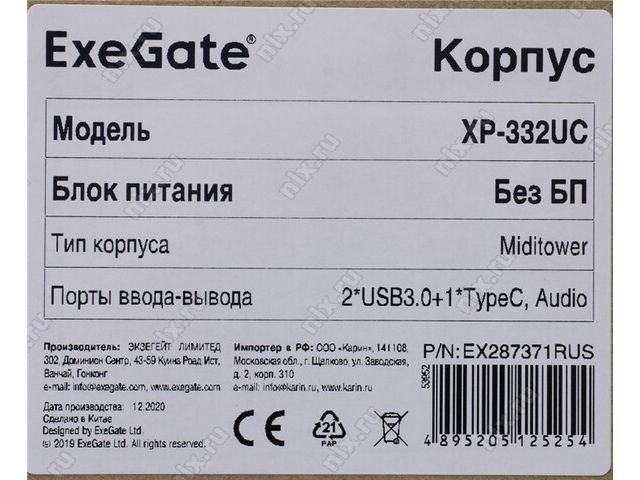 ExeGate® Корпус
Модель XP-332UC
Блок питания Без БП
Тип корпуса Miditower
Порты ввода-вывода 2*USB3.0+1*TypeC, Audio
Производитель: ЭКЗЕГЕЙТ ЛИМИТЕД
302, Доминион Сентр, 43-59 Куинз Роад Ист,
Ванчай, Гонконг
e-mail: info@exegate.com www.exegate.com
Импортер в РФ: ООО «Карин», 141108,
Московская обл., г. Щелково, ул. Заводская,
д. 2, корп. 310
e-mail: info@karin.ru www.karin.ru
P/N:EX287371RUS
53952
Дата производства: 12.2020
Сделано в Китае
Designed by ExeGate Ltd.
© 2019 ExeGate Ltd. All rights reserved.
CE
21
PAP
4 895205 125254
nix.ru